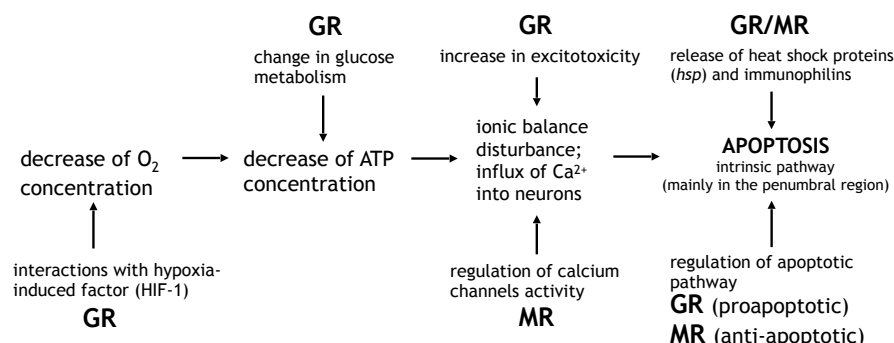 GR
change in glucose
metabolism
GR
increase in excitotoxicity
GR/MR
release of heat shock proteins
(hsp) and immunophilins
decrease of O₂
concentration
decrease of ATP
concentration
ionic balance
disturbance;
influx of Ca²⁺
into neurons
APOPTOSIS
intrinsic pathway
(mainly in the penumbral region)
interactions with hypoxia-
induced factor (HIF-1)
GR
regulation of calcium
channels activity
MR
regulation of apoptotic
pathway
GR (proapoptotic)
MR (anti-apoptotic)